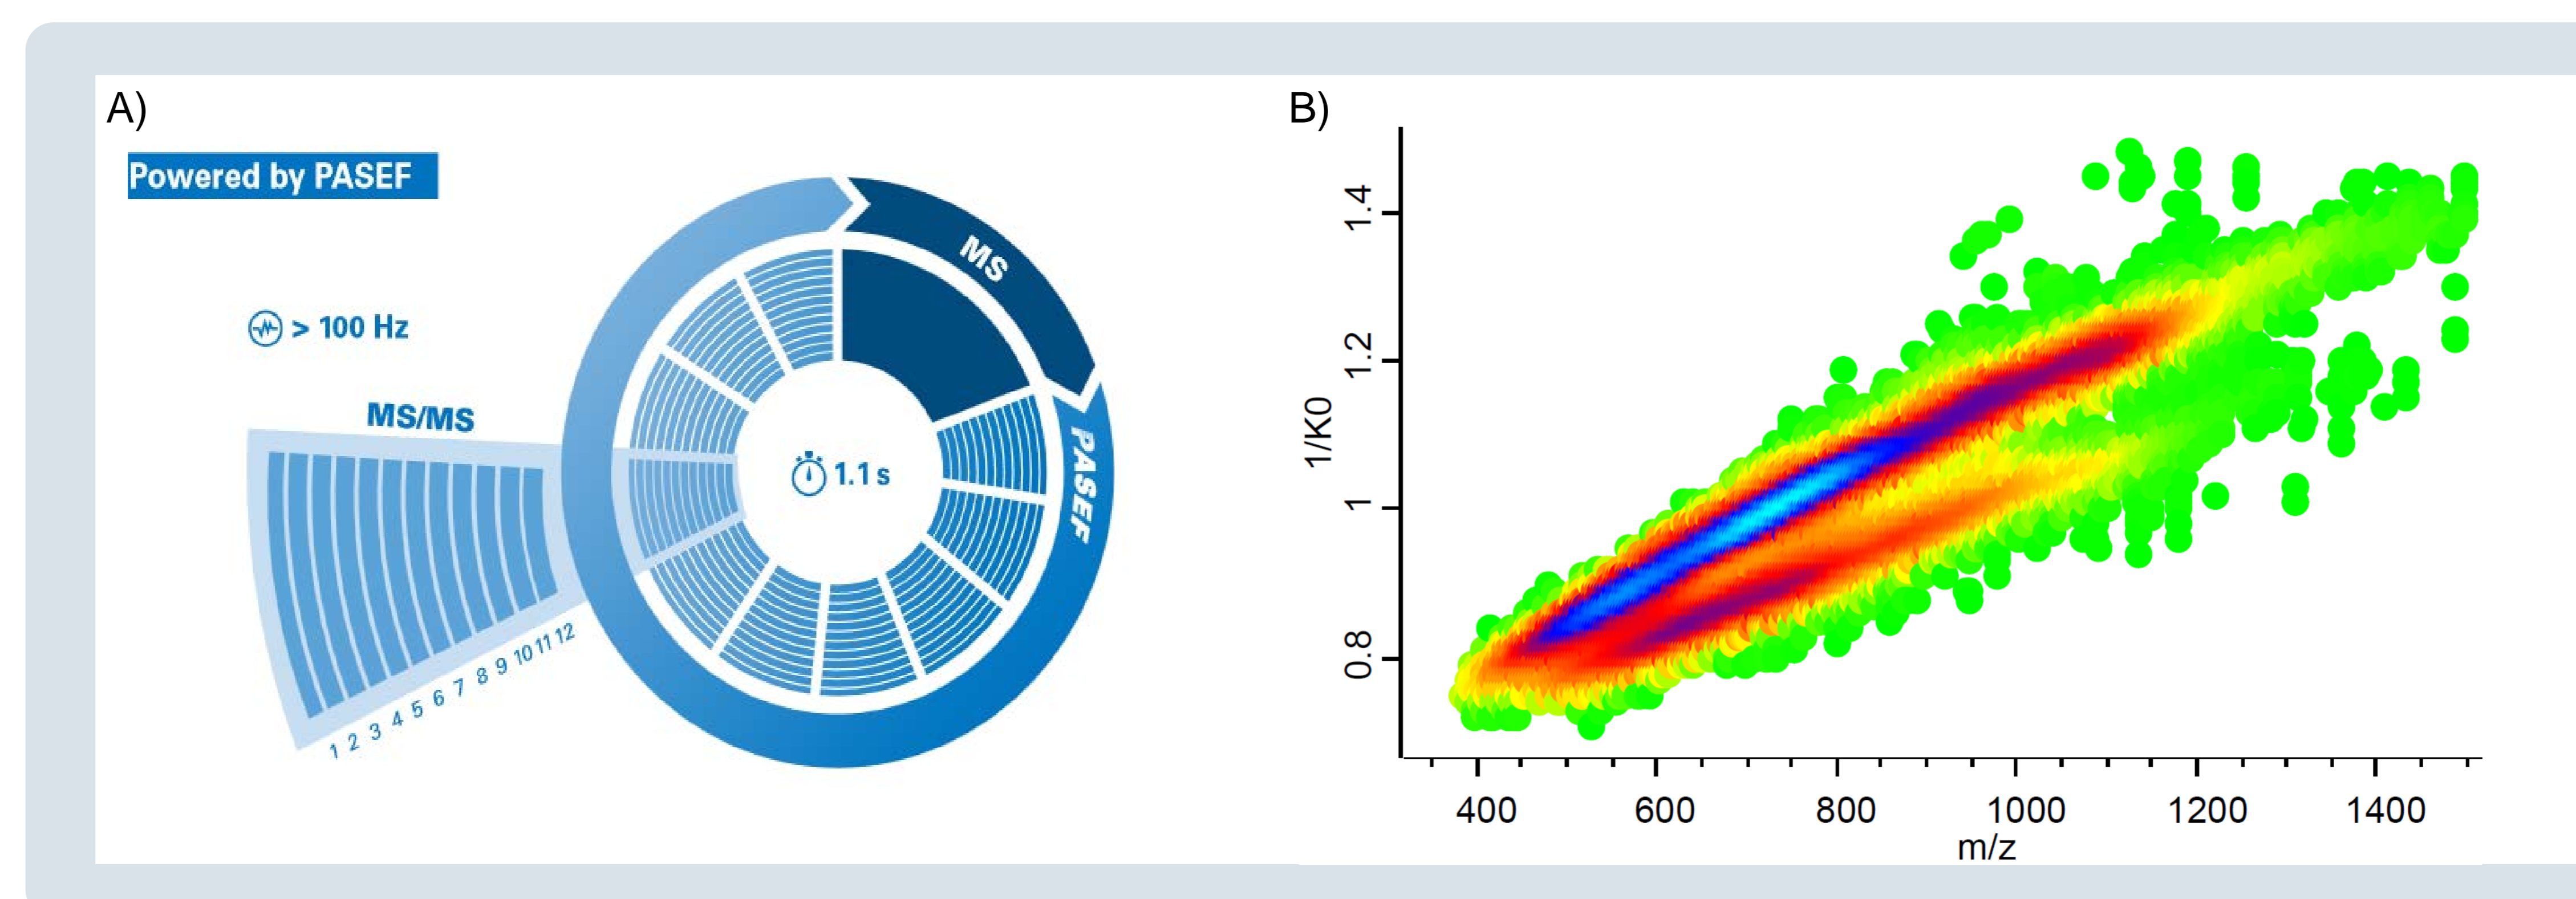 A)
Powered by PASEF
> 100 Hz
MS/MS
1 2 3 4 5 6 7 8 9 10 11 12
MS
PASEF
1.1 s
B)
1/K0
1.4
1.2
1
0.8
400 600 800 1000 1200 1400
m/z